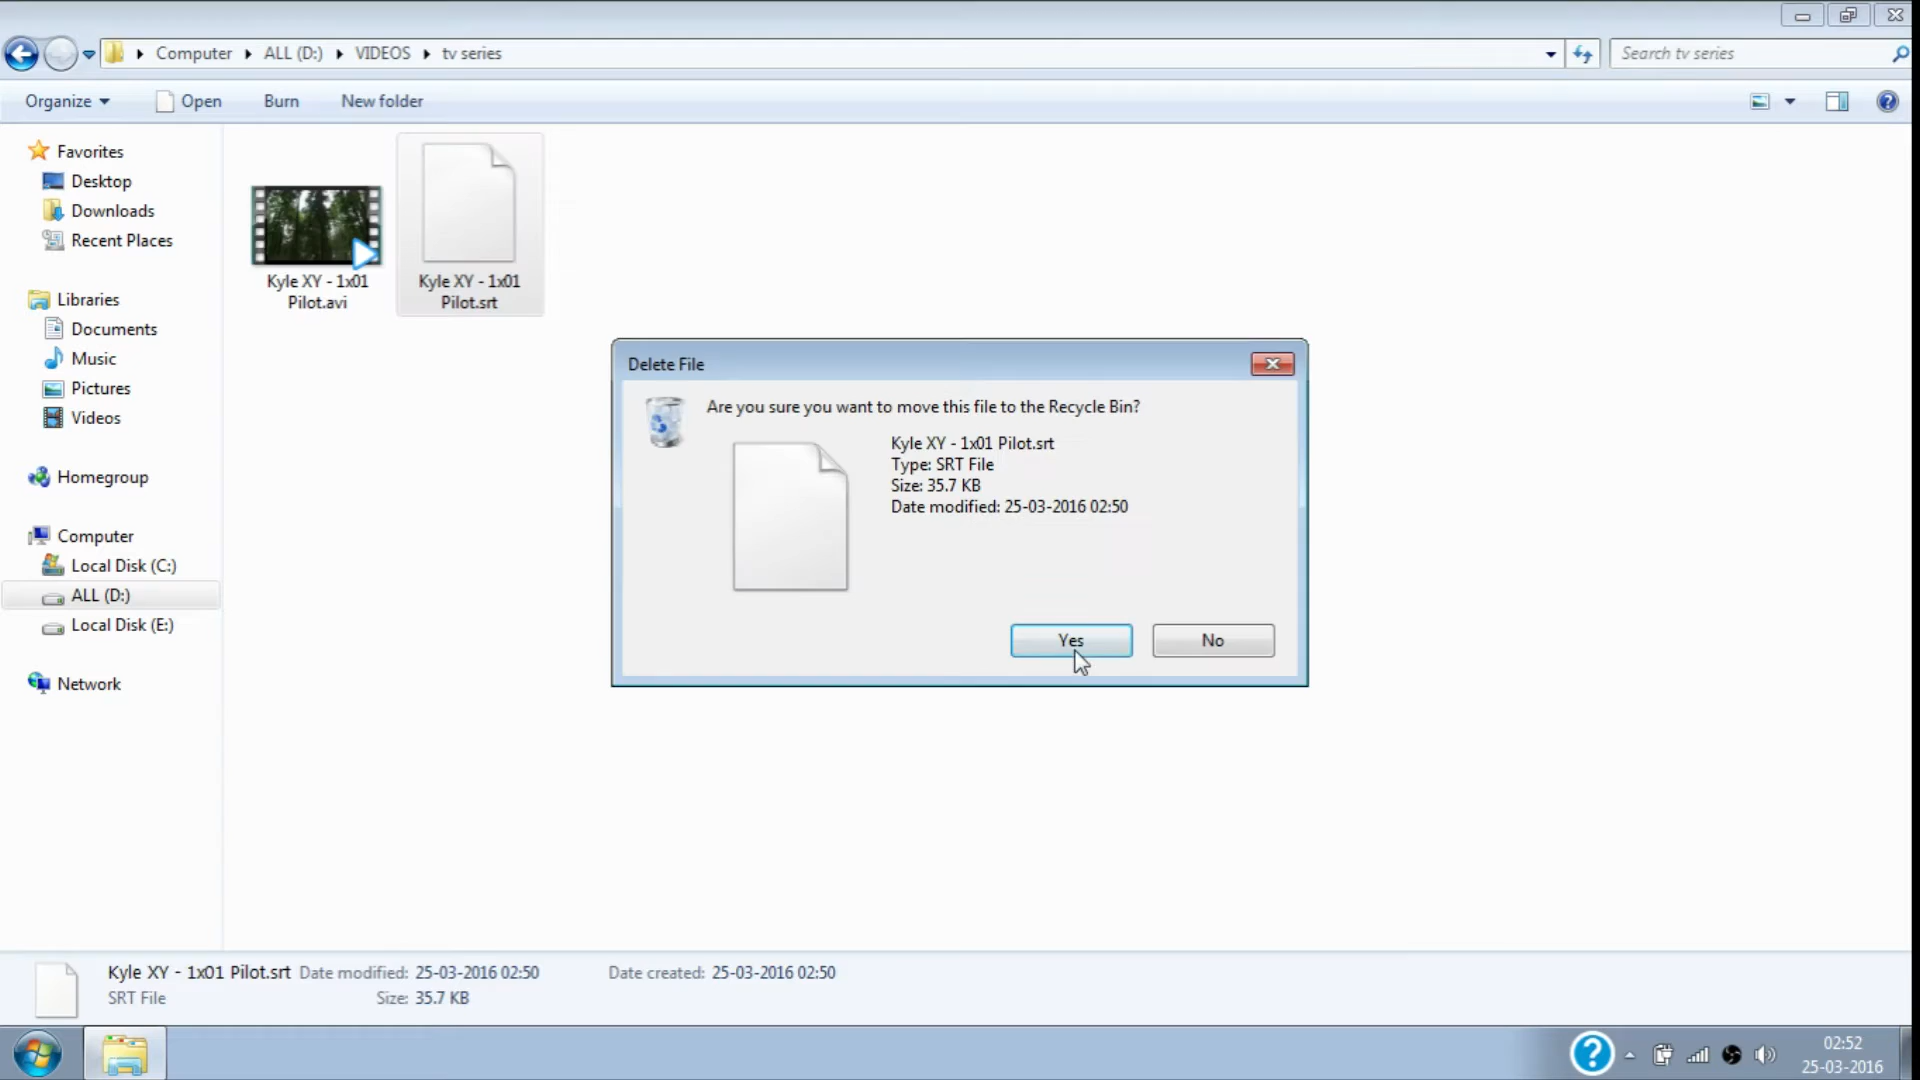 Computer ALL (D:) VIDEOS tv series
Search tv series
Organize Open Burn New folder
Favorites
Desktop
Downloads
Recent Places
Libraries
Documents
Music
Pictures
Videos
Homegroup
Computer
Local Disk (C:)
ALL (D:)
Local Disk (E:)
Network
Kyle XY - 1x01
Pilot.avi
Kyle XY - 1x01
Pilot.srt
Delete File
Are you sure you want to move this file to the Recycle Bin?
Kyle XY - 1x01 Pilot.srt
Type: SRT File
Size: 35.7 KB
Date modified: 25-03-2016 02:50
Yes No
Kyle XY - 1x01 Pilot.srt Date modified: 25-03-2016 02:50 Date created: 25-03-2016 02:50
SRT File Size: 35.7 KB
02:52
25-03-2016